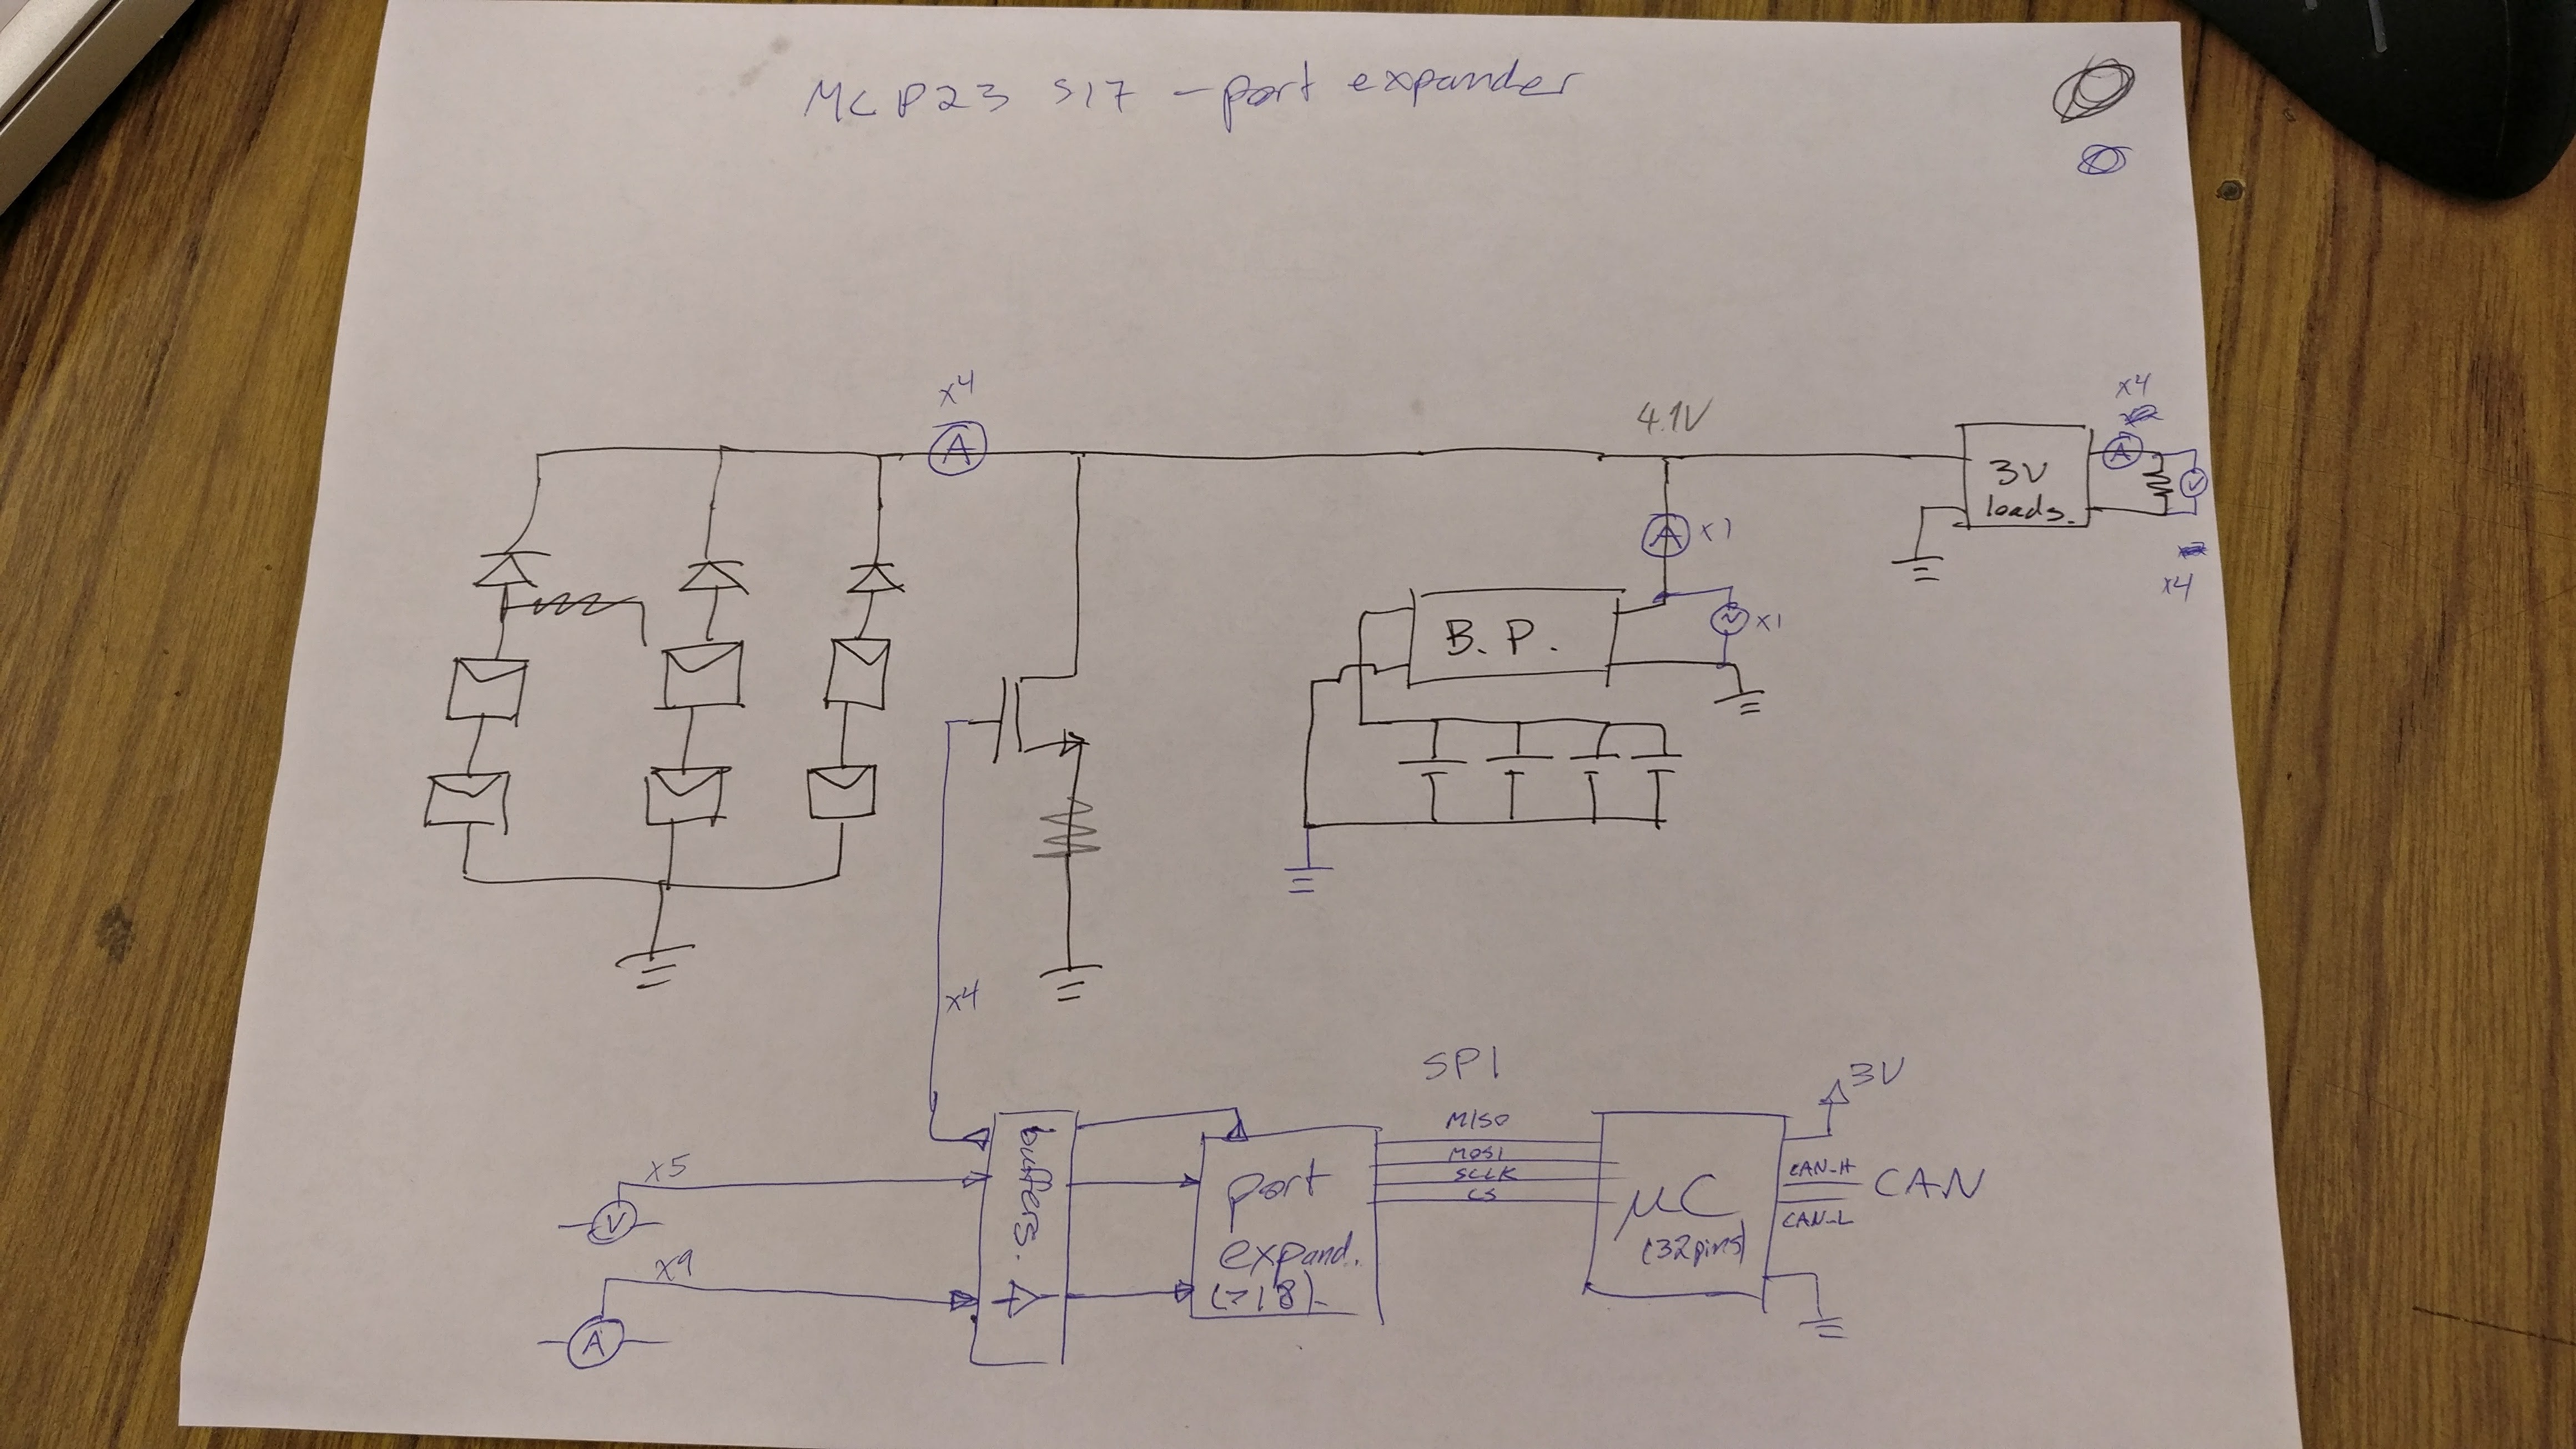 MCP23 S17 - port expander
x4
A
4.1V
x4
A
3V
loads.
V
x4
A x1
B. P.
x1
x4
SPI
3V
buffers.
MISO
MOSI
SCLK
CS
port
expand.
(=18).
µC
(32pins)
CAN-H
CAN
CAN-L
x5
V
x9
A